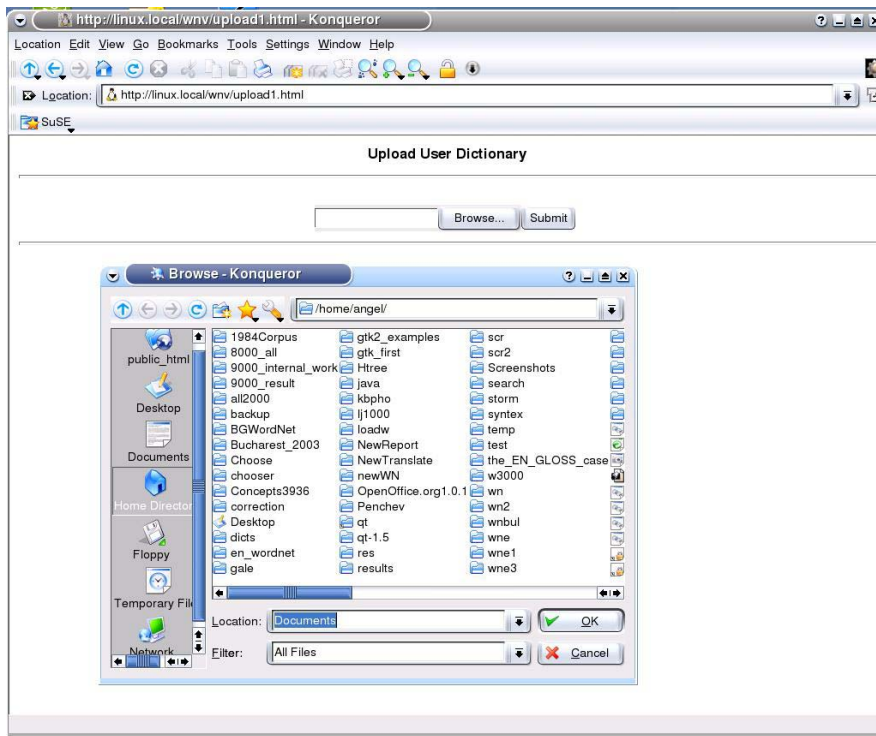 http://linux.local/wnv/upload1.html - Konqueror
Location Edit View Go Bookmarks Tools Settings Window Help
Location: http://linux.local/wnv/upload1.html
SuSE
Upload User Dictionary
Browse... Submit
Browse - Konqueror
/home/angel/
public_html
Desktop
Documents
Home Director
Floppy
Temporary File
Network
1984Corpus
8000_all
9000_internal_work
9000_result
all2000
backup
BGWordNet
Bucharest_2003
Choose
chooser
Concepts3936
correction
Desktop
dicts
en_wordnet
gale
gtk2_examples
gtk_first
Htree
java
kbpho
lj1000
loadw
NewReport
NewTranslate
newWN
OpenOffice.org1.0.1
Penchev
qt
qt-1.5
res
results
scr
scr2
Screenshots
search
storm
syntex
temp
test
the_EN_GLOSS_case
w3000
wn
wn2
wnbul
wne
wne1
wne3
Location: Documents OK
Filter: All Files Cancel